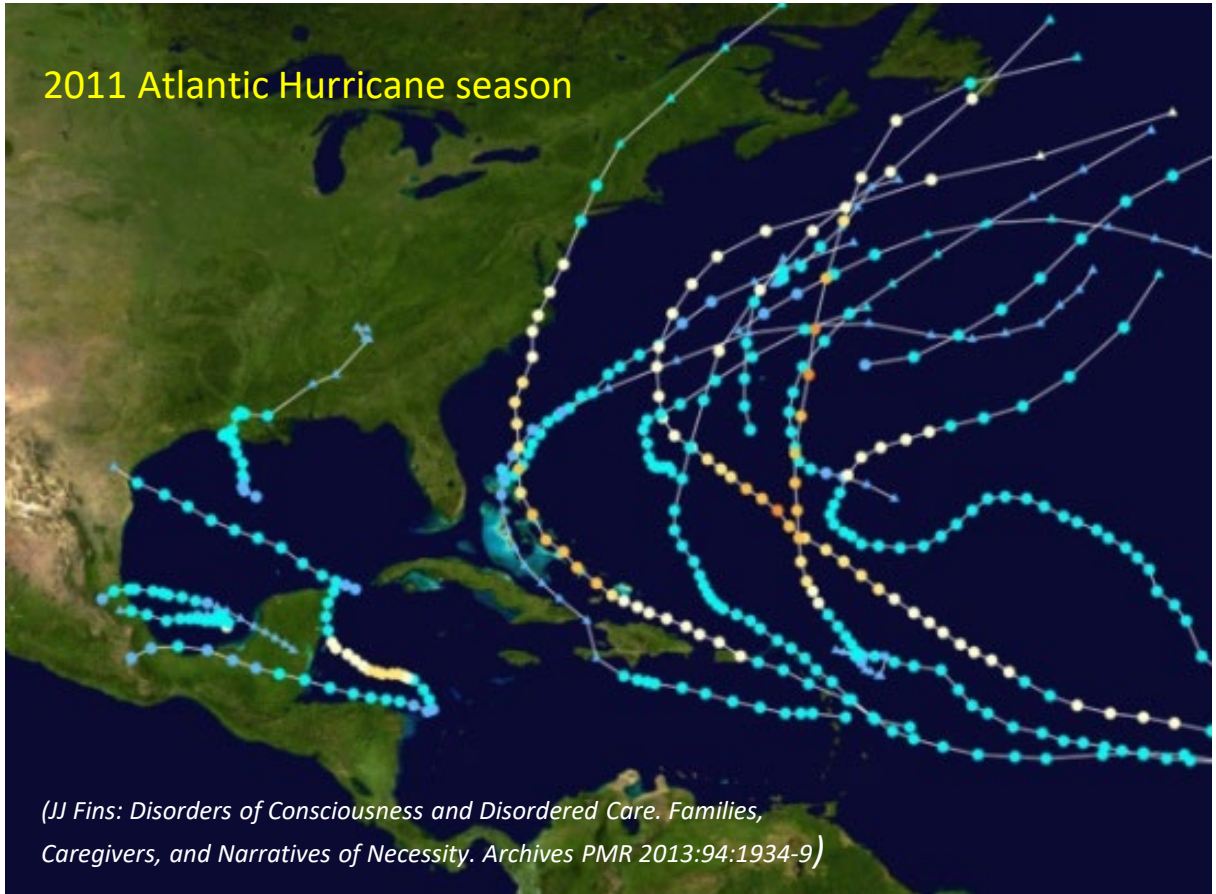 2011 Atlantic Hurricane season
(JJ Fins: Disorders of Consciousness and Disordered Care. Families,
Caregivers, and Narratives of Necessity. Archives PMR 2013:94:1934-9)